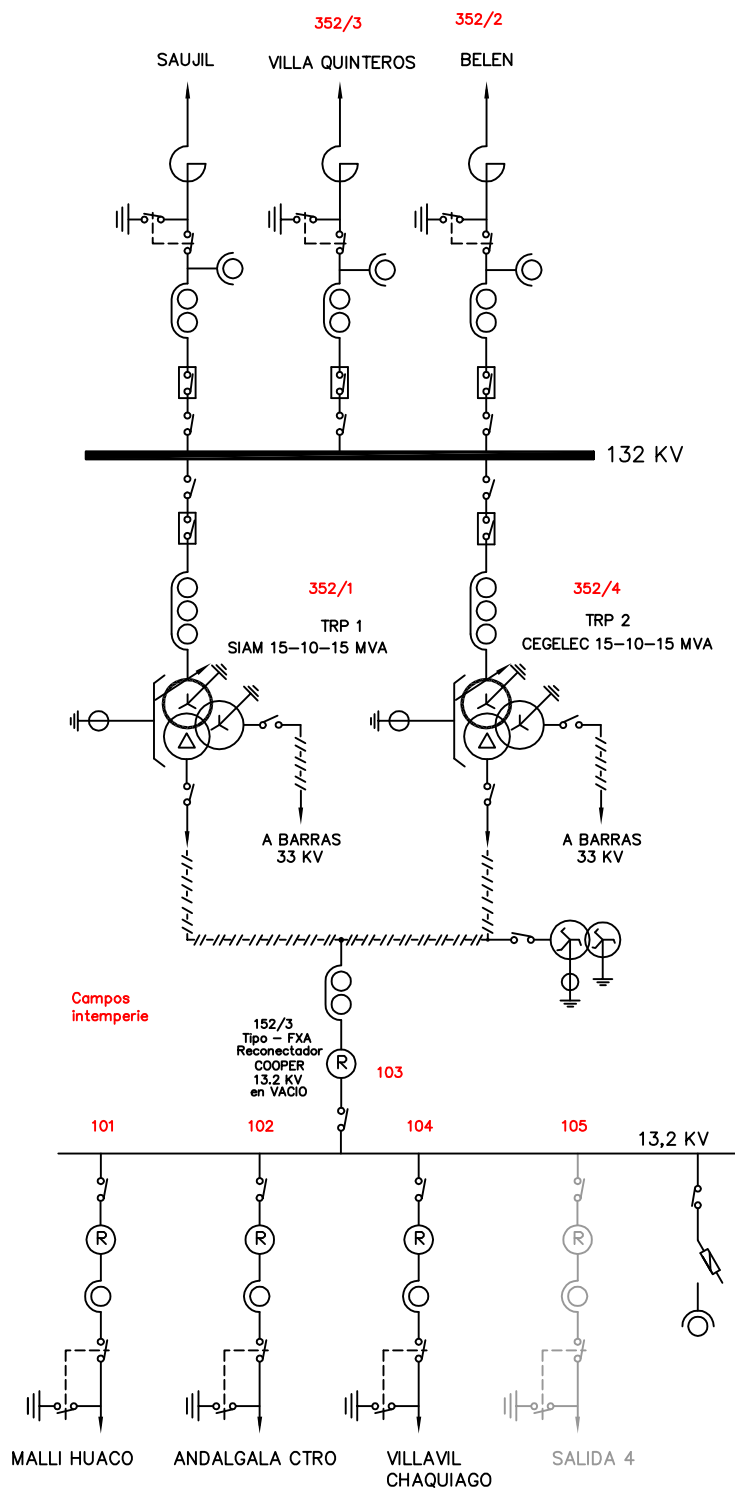 352/3
352/2
SAUJIL
VILLA QUINTEROS
BELEN
132 KV
352/1
352/4
TRP 1
SIAM 15-10-15 MVA
TRP 2
CEGELEC 15-10-15 MVA
A BARRAS
33 KV
A BARRAS
33 KV
Campos
intemperie
152/3
Tipo - FXA
Reconectador
COOPER
13.2 KV
en VACIO
R
103
101
102
104
105
13,2 KV
R
R
R
R
MALLI HUACO
ANDALGALA CTRO
VILLAVIL
CHAQUIAGO
SALIDA 4